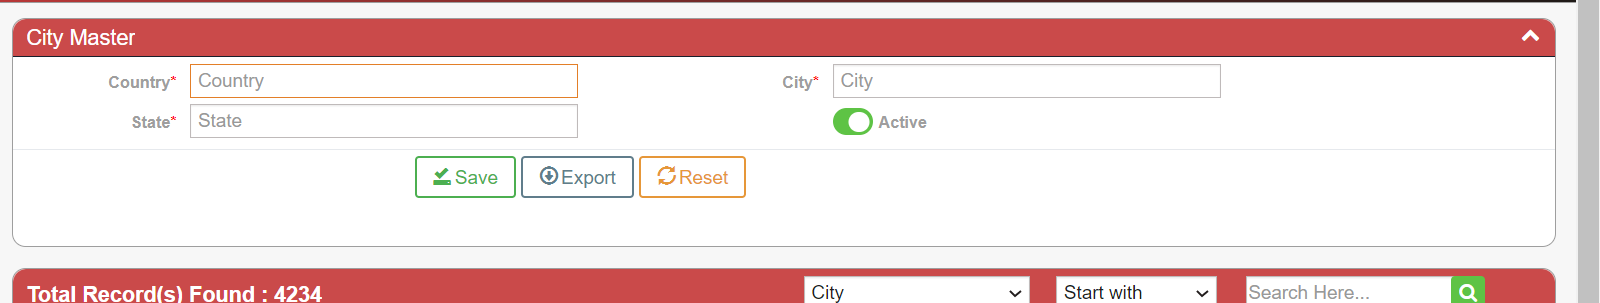 City Master
Country* Country City* City
State* State Active
Save Export Reset
Total Record(s) Found : 4234 City Start with Search Here...